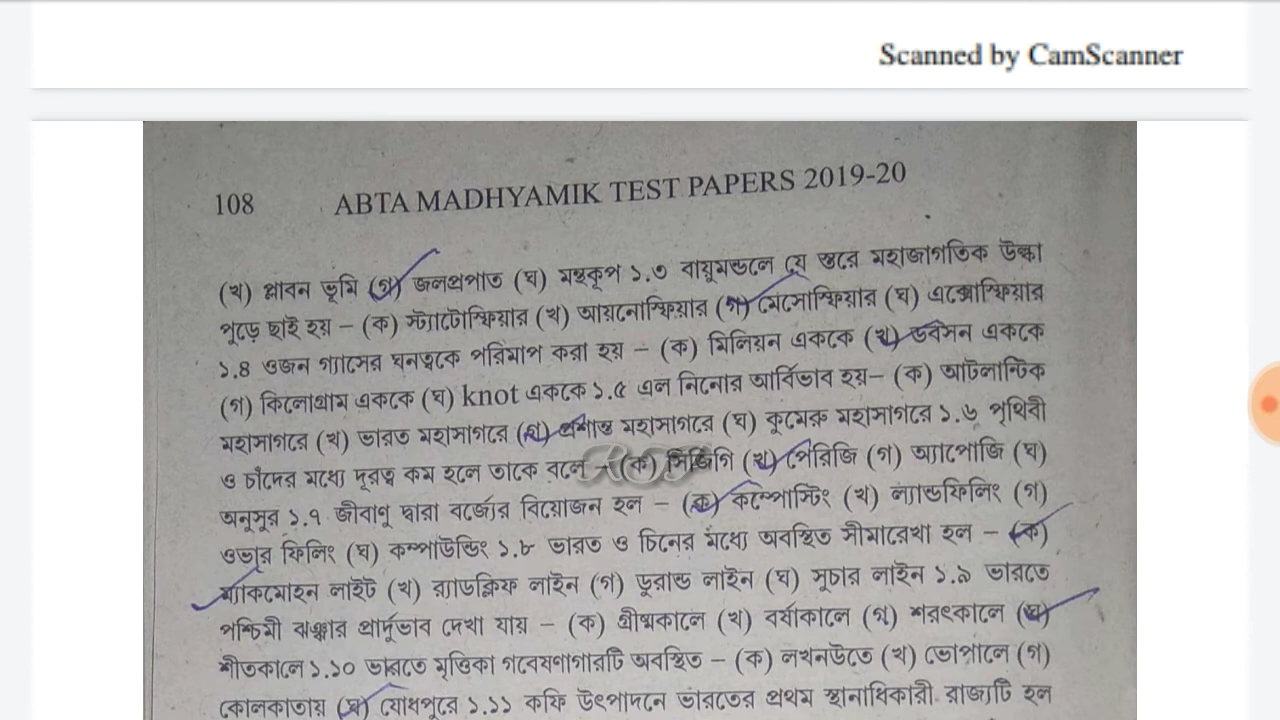 Scanned by CamScanner
108 ABTA MADHYAMIK TEST PAPERS 2019-20
(খ) প্লাবন ভূমি (গ) জলপ্রপাত (ঘ) মন্থকূপ ১.৩ বায়ুমন্ডলে যে স্তরে মহাজাগতিক উল্কা
পুড়ে ছাই হয় – (ক) স্ট্যাটোস্ফিয়ার (খ) আয়নোস্ফিয়ার (গ) মেসোস্ফিয়ার (ঘ) এক্সোস্ফিয়ার
১.৪ ওজন গ্যাসের ঘনত্বকে পরিমাপ করা হয় – (ক) মিলিয়ন এককে (খ) ডবসন এককে
(গ) কিলোগ্রাম এককে (ঘ) knot এককে ১.৫ এল নিনোর আর্বিভাব হয়– (ক) আটলান্টিক
মহাসাগরে (খ) ভারত মহাসাগরে (গ) প্রশান্ত মহাসাগরে (ঘ) কুমেরু মহাসাগরে ১.৬ পৃথিবী
ও চাঁদের মধ্যে দূরত্ব কম হলে তাকে বলে – (ক) সিজিগি (খ) পেরিজি (গ) অ্যাপোজি (ঘ)
অনুসূর ১.৭ জীবাণু দ্বারা বর্জ্যের বিয়োজন হল – (ক) কম্পোস্টিং (খ) ল্যান্ডফিলিং (গ)
ওভার ফিলিং (ঘ) কম্পাউন্ডিং ১.৮ ভারত ও চিনের মধ্যে অবস্থিত সীমারেখা হল – (ক)
ম্যাকমোহন লাইট (খ) র‍্যাডক্লিফ লাইন (গ) ডুরান্ড লাইন (ঘ) সূচার লাইন ১.৯ ভারতে
পশ্চিমী ঝঞ্ঝার প্রার্দুভাব দেখা যায় – (ক) গ্রীষ্মকালে (খ) বর্ষাকালে (গ) শরৎকালে (ঘ)
শীতকালে ১.১০ ভারতে মৃত্তিকা গবেষণাগারটি অবস্থিত – (ক) লখনউতে (খ) ভোপালে (গ)
কোলকাতায় (ঘ) যোধপুরে ১.১১ কফি উৎপাদনে ভারতের প্রথম স্থানাধিকারী রাজ্যটি হল